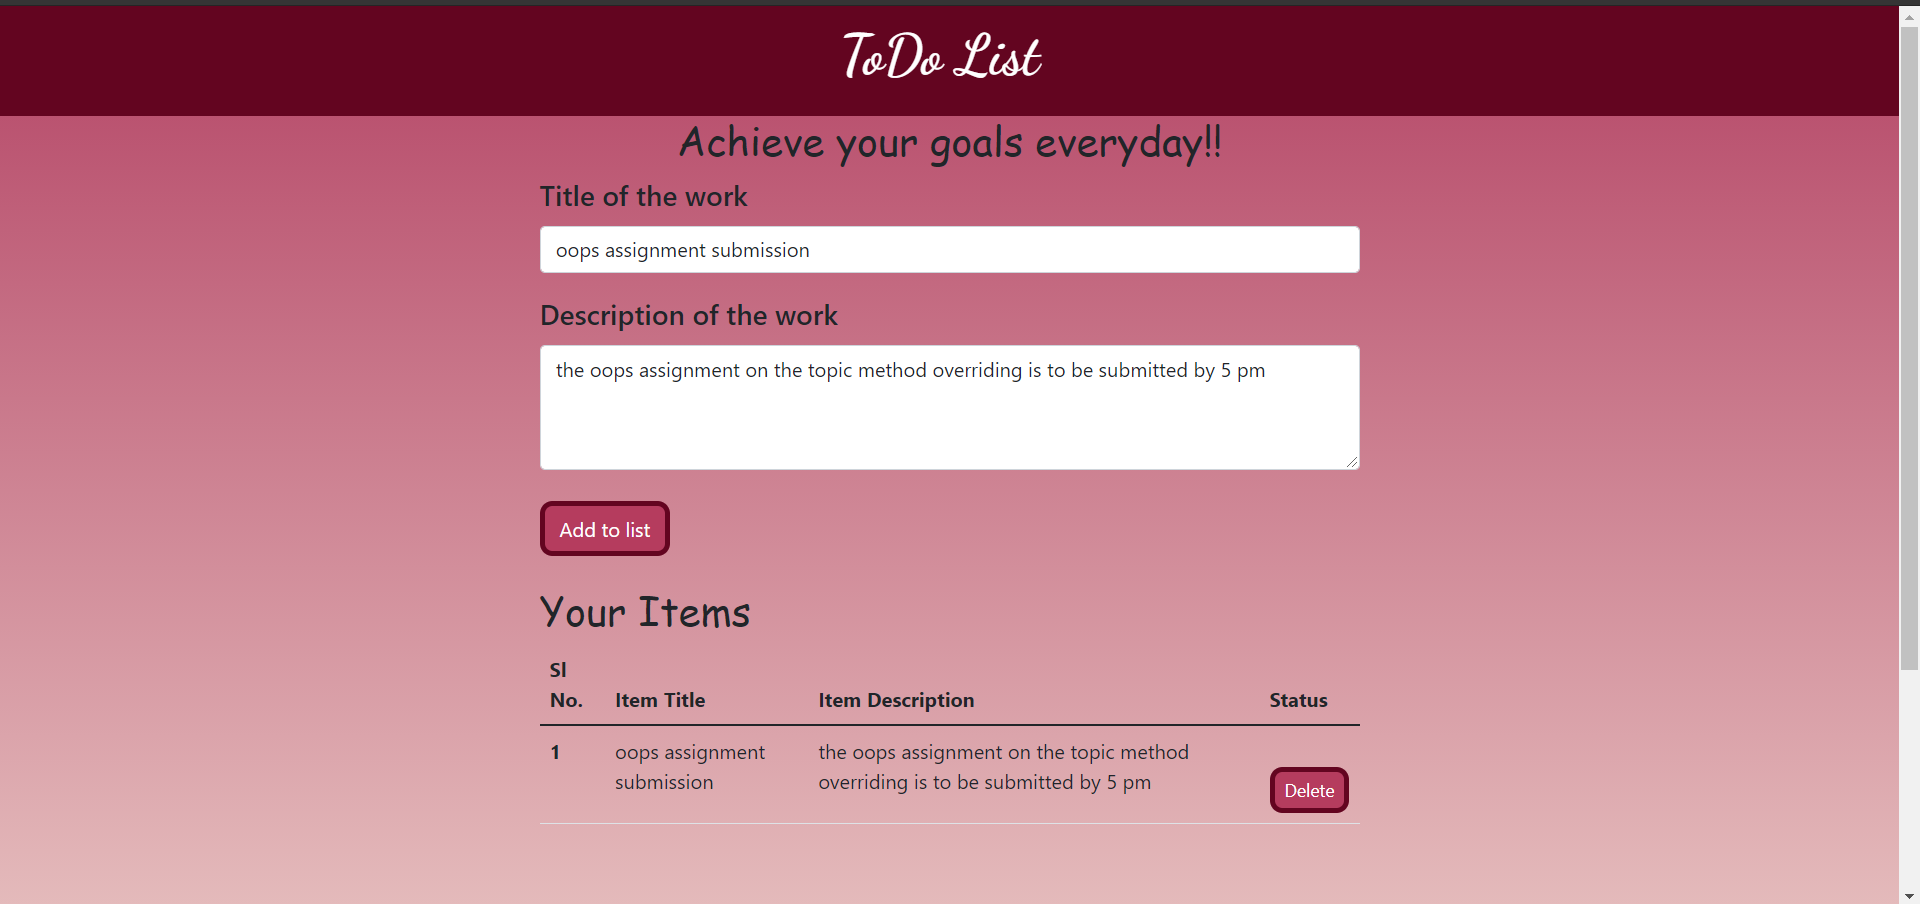 ToDo List
Achieve your goals everyday!!
Title of the work
oops assignment submission
Description of the work
the oops assignment on the topic method overriding is to be submitted by 5 pm
Add to list
Your Items
Sl
No. Item Title Item Description Status
1 oops assignment the oops assignment on the topic method
submission overriding is to be submitted by 5 pm
Delete